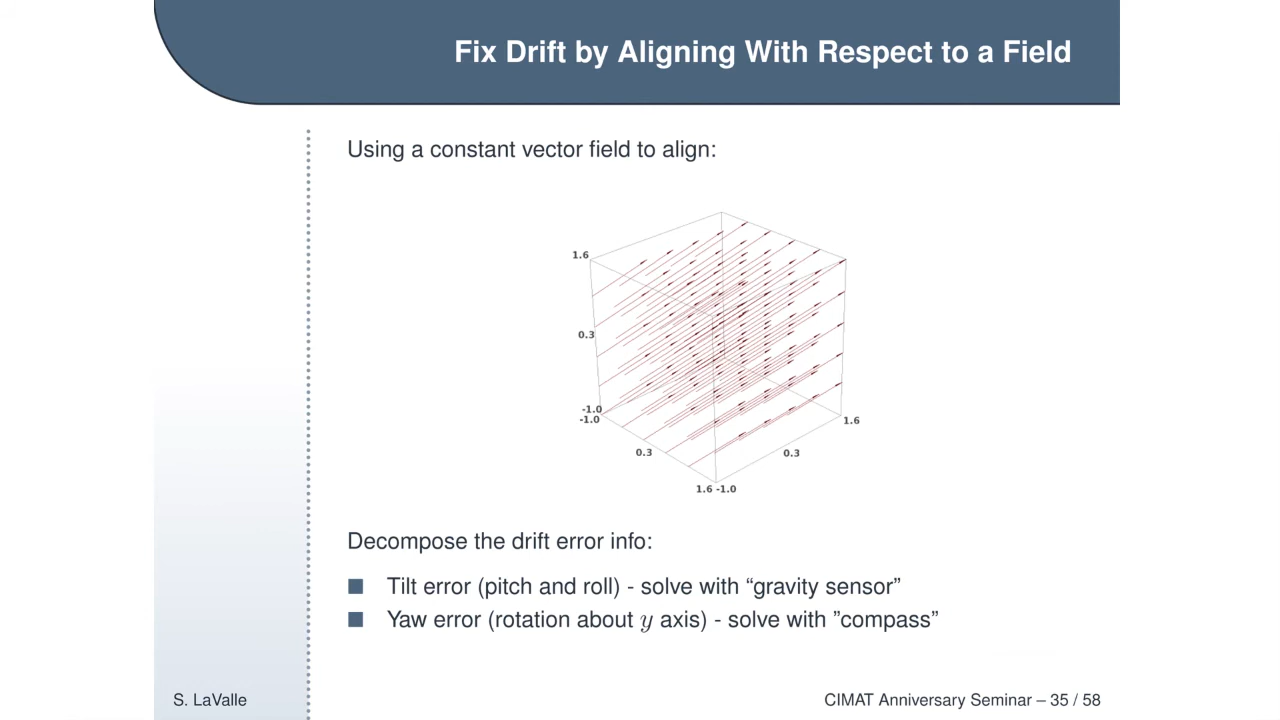 Fix Drift by Aligning With Respect to a Field
Using a constant vector field to align:
1.6
0.3
-1.0
-1.0
0.3
1.6 -1.0
0.3
1.6
Decompose the drift error info:
Tilt error (pitch and roll) - solve with “gravity sensor”
Yaw error (rotation about y axis) - solve with ”compass”
S. LaValle
CIMAT Anniversary Seminar – 35 / 58